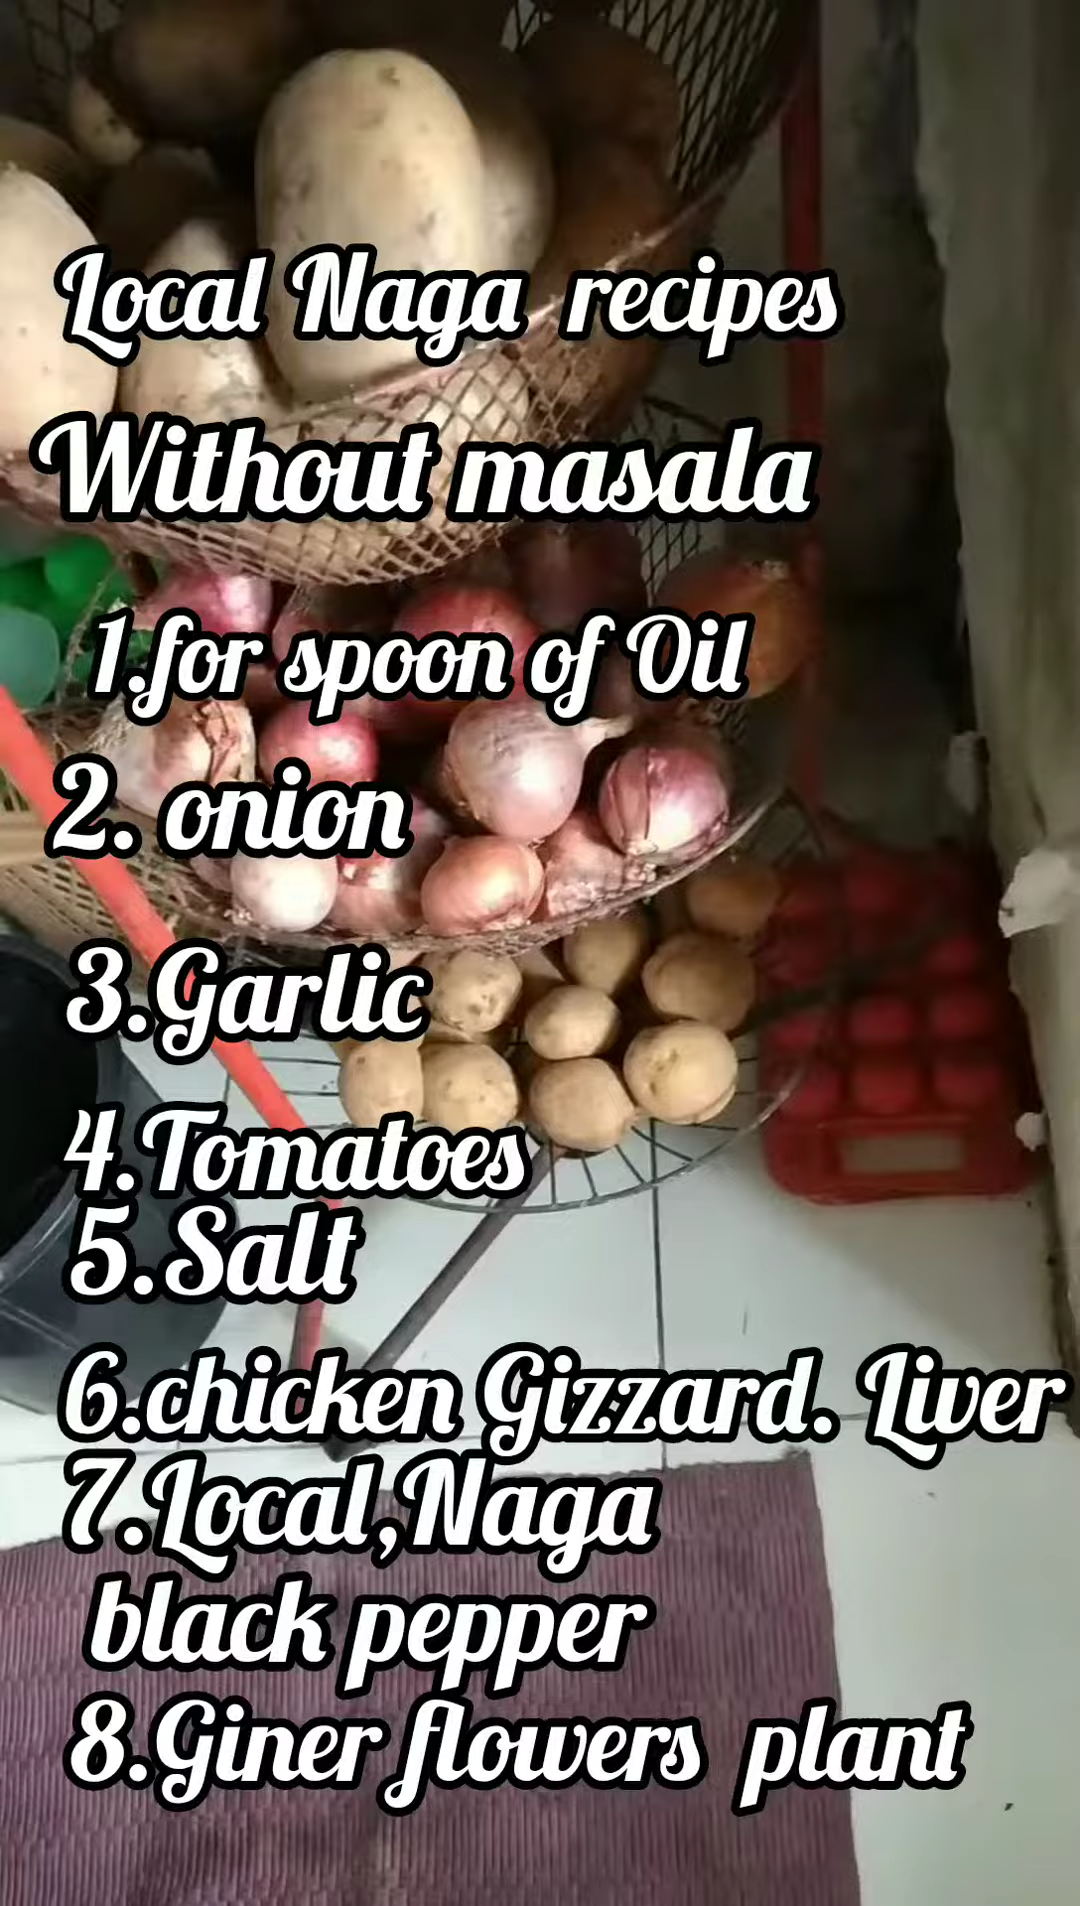 Local Naga recipes
Without masala
1.for spoon of Oil
2. onion
3.Garlic
4.Tomatoes
5.Salt
6.chicken Gizzard. Liver
7.Local,Naga
black pepper
8.Giner flowers plant